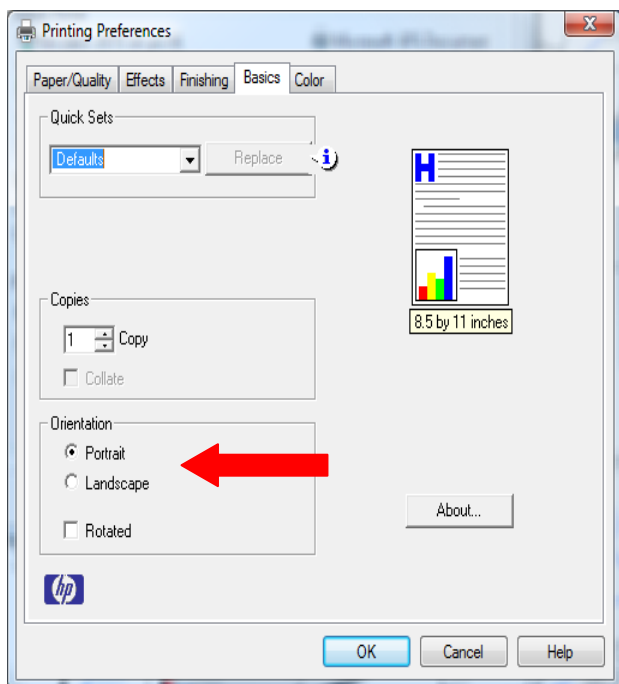 Printing Preferences
Paper/Quality Effects Finishing Basics Color
Quick Sets
Defaults Replace i
H
8.5 by 11 inches
Copies
1 Copy
Collate
Orientation
Portrait
Landscape
Rotated
About...
hp
OK Cancel Help